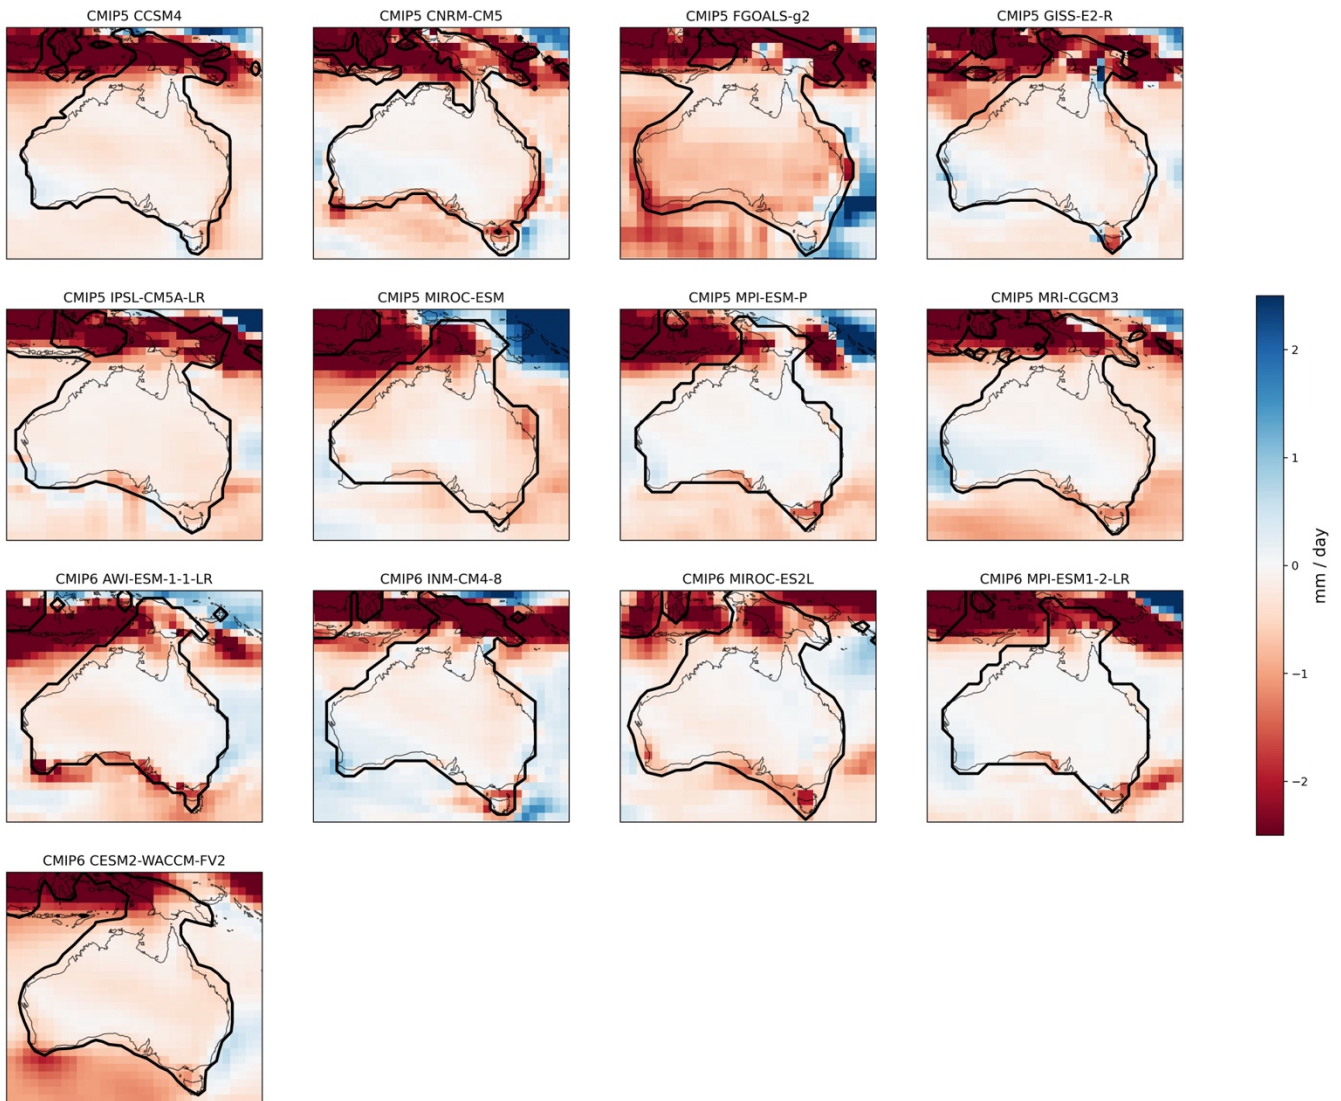 CMIP5 CCSM4
CMIP5 CNRM-CM5
CMIP5 FGOALS-g2
CMIP5 GISS-E2-R
CMIP5 IPSL-CM5A-LR
CMIP5 MIROC-ESM
CMIP5 MPI-ESM-P
CMIP5 MRI-CGCM3
2
1
0
−1
−2
mm / day
CMIP6 AWI-ESM-1-1-LR
CMIP6 INM-CM4-8
CMIP6 MIROC-ES2L
CMIP6 MPI-ESM1-2-LR
CMIP6 CESM2-WACCM-FV2